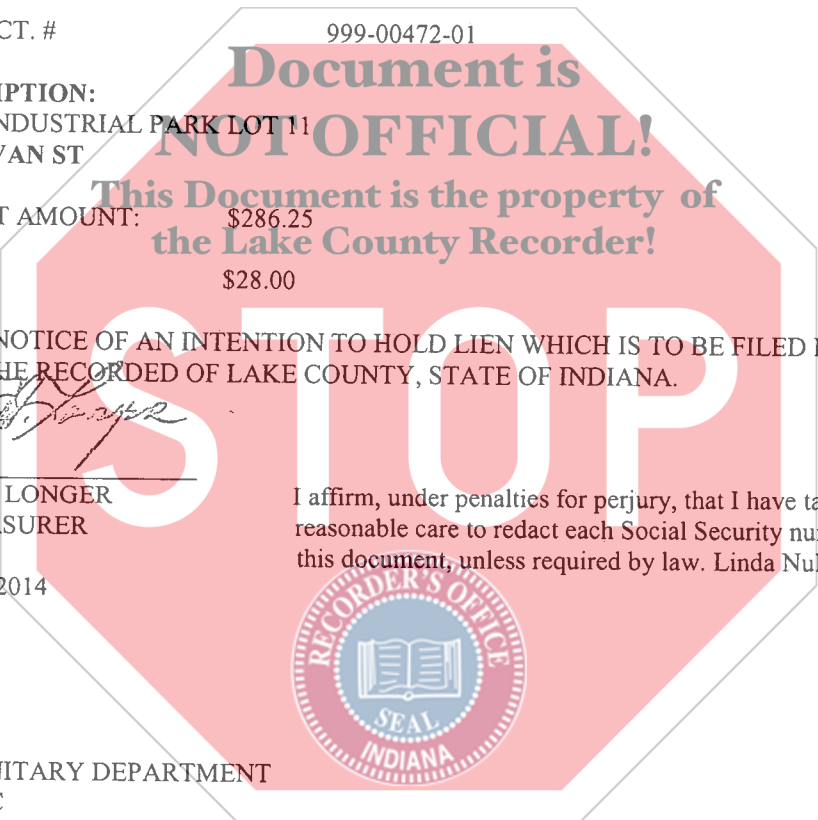 CT. # 999-00472-01
Document is
IPTION:
NDUSTRIAL PARK LOT 11
NOT OFFICIAL!
VAN ST
This Document is the property of
T AMOUNT: $286.25
the Lake County Recorder!
$28.00
NOTICE OF AN INTENTION TO HOLD LIEN WHICH IS TO BE FILED
HE RECORDED OF LAKE COUNTY, STATE OF INDIANA.
STOP
LONGER
I affirm, under penalties for perjury, that I have ta
ASURER
reasonable care to redact each Social Security nu
this document, unless required by law. Linda Nu
2014
RECORDER'S OFFICE
SEAL
INDIANA
NITARY DEPARTMENT